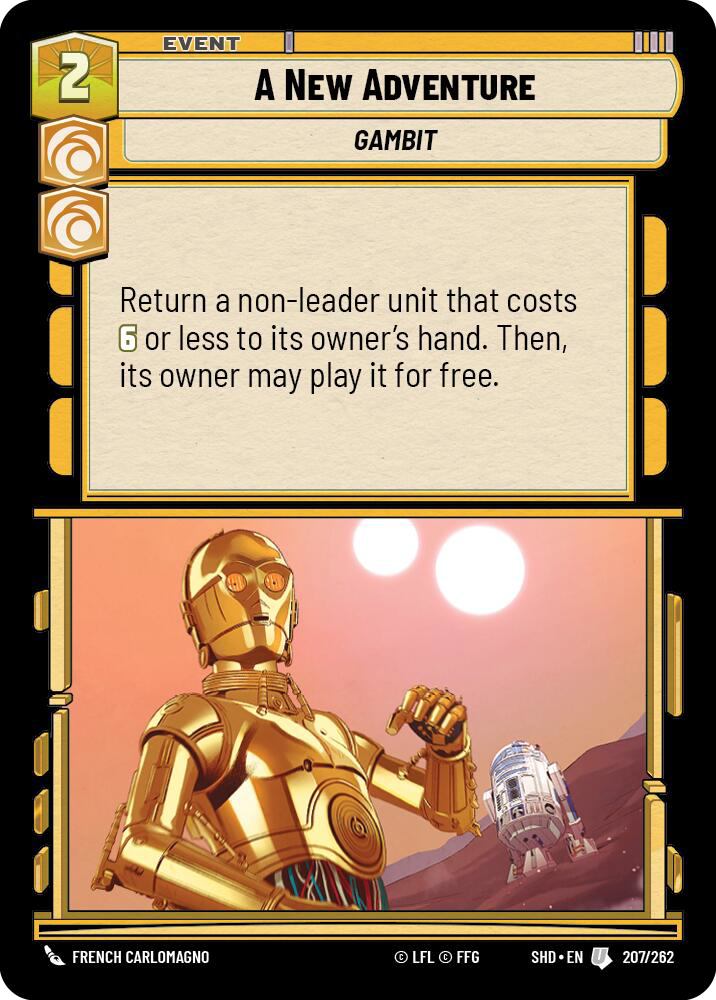 EVENT
2
A NEW ADVENTURE
GAMBIT
Return a non-leader unit that costs
6 or less to its owner's hand. Then,
its owner may play it for free.
FRENCH CARLOMAGNO
© LFL © FFG
SHD • EN U 207/262